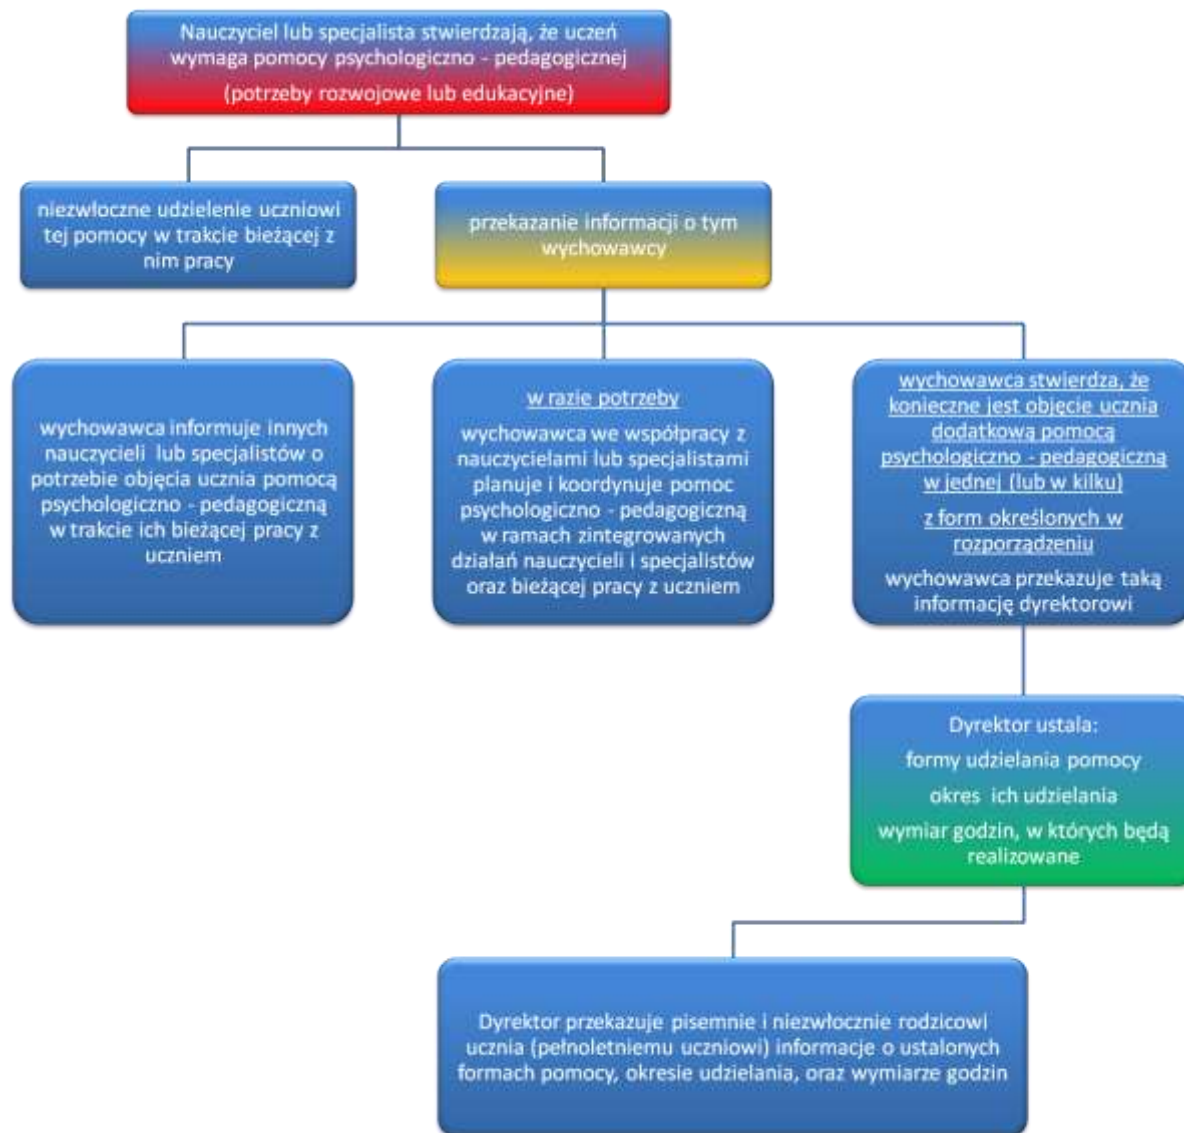 Nauczyciel lub specjalista stwierdzają, że uczeń
wymaga pomocy psychologiczno - pedagogicznej
(potrzeby rozwojowe lub edukacyjne)
niezwłoczne udzielenie uczniowi
tej pomocy w trakcie bieżącej z
nim pracy
przekazanie informacji o tym
wychowawcy
wychowawca informuje innych
nauczycieli lub specjalistów o
potrzebie objęcia ucznia pomocą
psychologiczno - pedagogiczną
w trakcie ich bieżącej pracy z
uczniem
w razie potrzeby
wychowawca we współpracy z
nauczycielami lub specjalistami
planuje i koordynuje pomoc
psychologiczno - pedagogiczną
w ramach zintegrowanych
działań nauczycieli i specjalistów
oraz bieżącej pracy z uczniem
wychowawca stwierdza, że
konieczne jest objęcie ucznia
dodatkową pomocą
psychologiczno - pedagogiczną
w jednej (lub w kilku)
z form określonych w
rozporządzeniu
wychowawca przekazuje taką
informację dyrektorowi
Dyrektor ustala:
formy udzielania pomocy
okres ich udzielania
wymiar godzin, w których będą
realizowane
Dyrektor przekazuje pisemnie i niezwłocznie rodzicowi
ucznia (pełnoletniemu uczniowi) informacje o ustalonych
formach pomocy, okresie udzielania, oraz wymiarze godzin